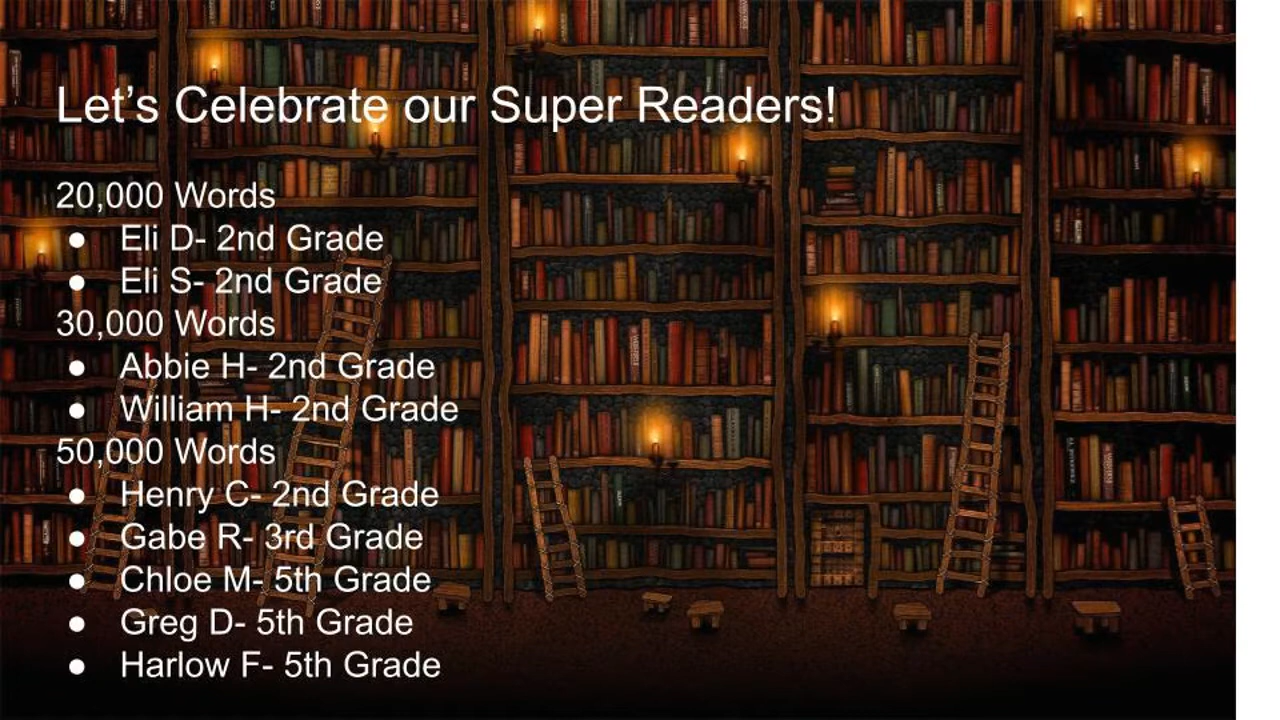 Let's Celebrate our Super Readers!
20,000 Words
● Eli D- 2nd Grade
● Eli S- 2nd Grade
30,000 Words
● Abbie H- 2nd Grade
● William H- 2nd Grade
50,000 Words
● Henry C- 2nd Grade
● Gabe R- 3rd Grade
● Chloe M- 5th Grade
● Greg D- 5th Grade
● Harlow F- 5th Grade